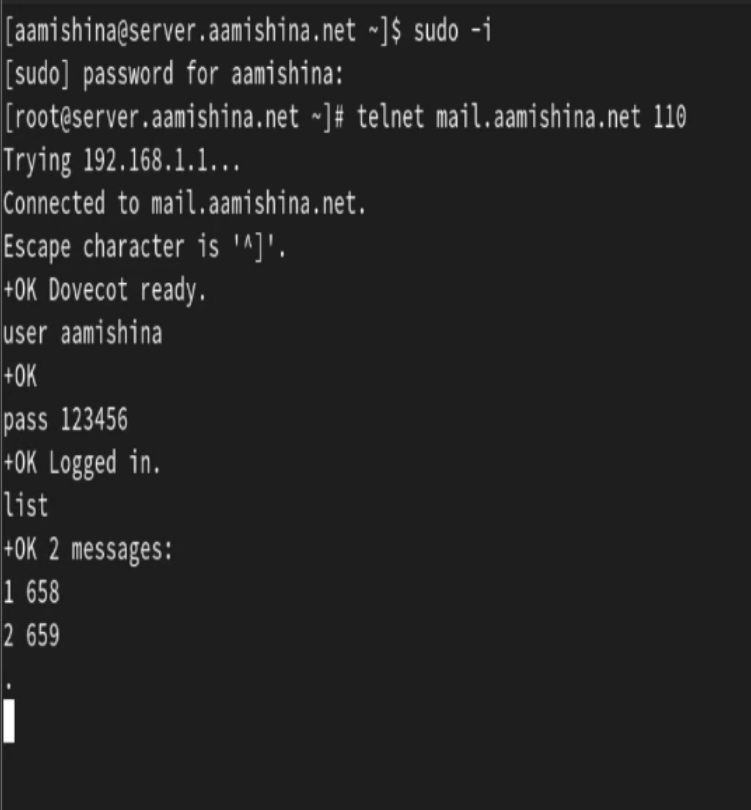 [aamishina@server.aamishina.net ~]$ sudo -i
[sudo] password for aamishina:
[root@server.aamishina.net ~]# telnet mail.aamishina.net 110
Trying 192.168.1.1...
Connected to mail.aamishina.net.
Escape character is '^]'.
+OK Dovecot ready.
user aamishina
+OK
pass 123456
+OK Logged in.
list
+OK 2 messages:
1 658
2 659
.